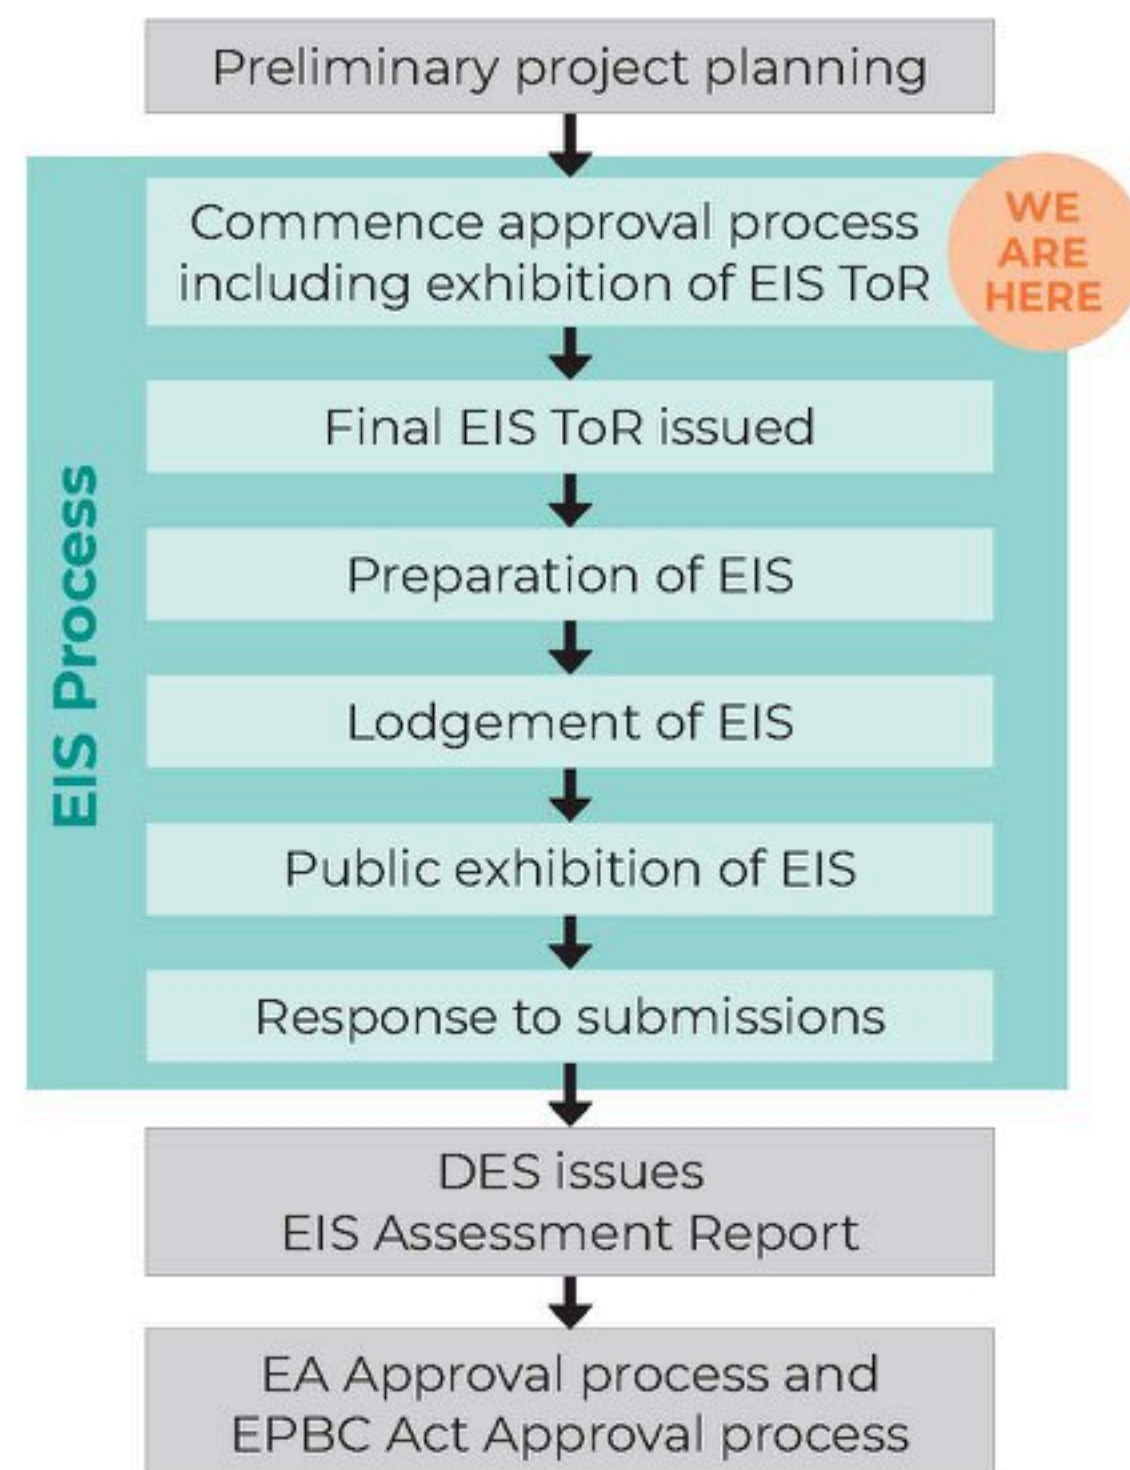 Preliminary project planning
Commence approval process
including exhibition of EIS ToR
WE
ARE
HERE
Final EIS ToR issued
Preparation of EIS
Lodgement of EIS
Public exhibition of EIS
Response to submissions
EIS Process
DES issues
EIS Assessment Report
EA Approval process and
EPBC Act Approval process